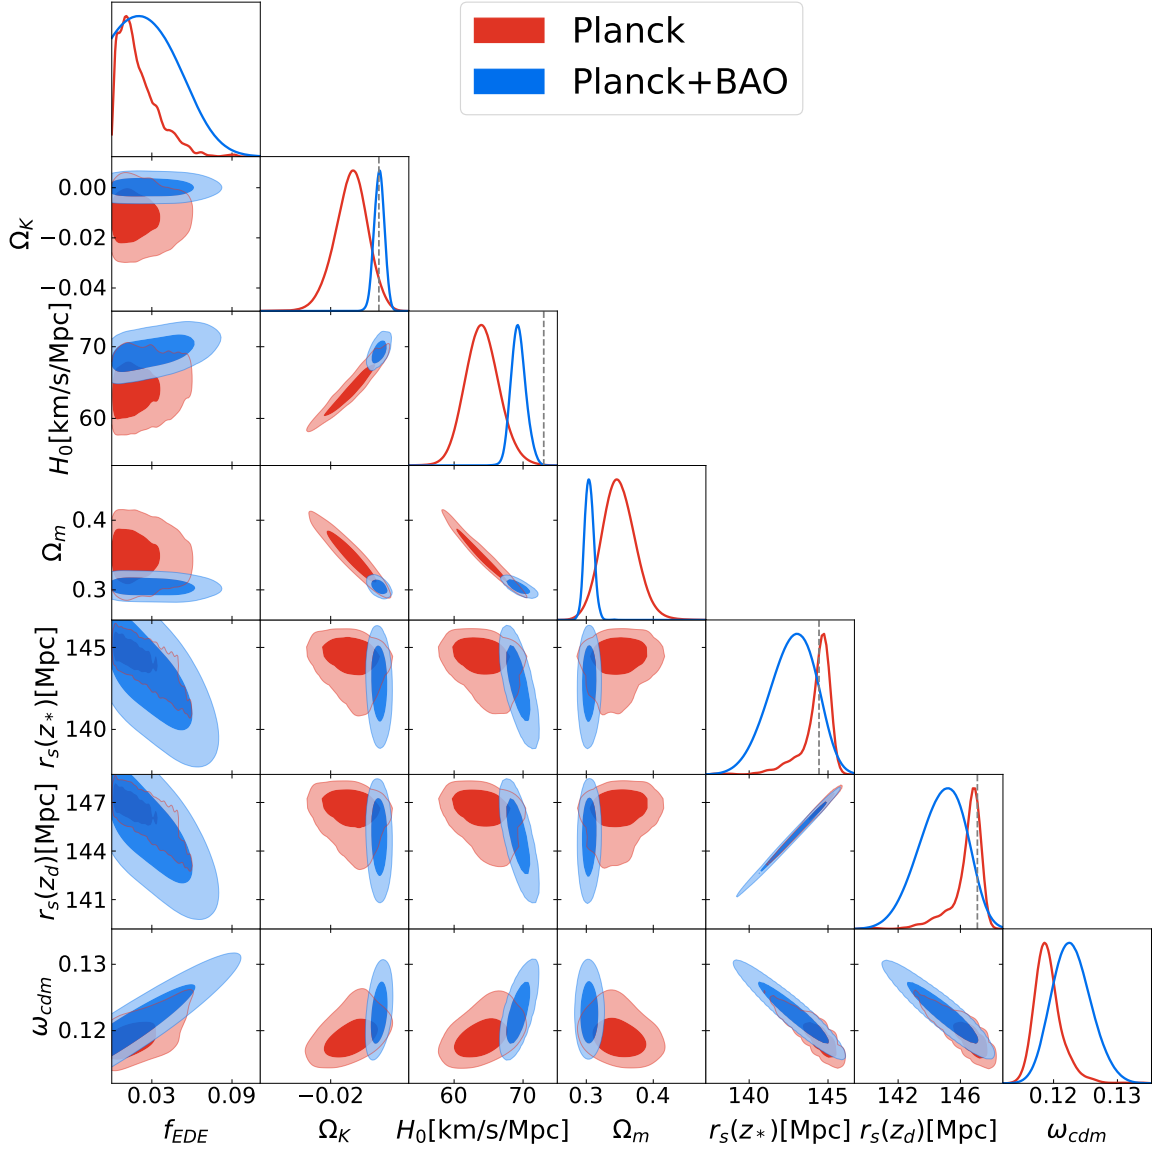 Planck
Planck+BAO
0.00
−0.02
−0.04
Ω_K
70
60
H_0[km/s/Mpc]
0.4
0.3
Ω_m
145
140
r_s(z_*)[Mpc]
147
144
141
r_s(z_d)[Mpc]
0.13
0.12
ω_cdm
0.03 0.09 −0.02 60 70 0.3 0.4 140 145 142 146 0.12 0.13
f_EDE Ω_K H_0[km/s/Mpc] Ω_m r_s(z_*)[Mpc] r_s(z_d)[Mpc] ω_cdm